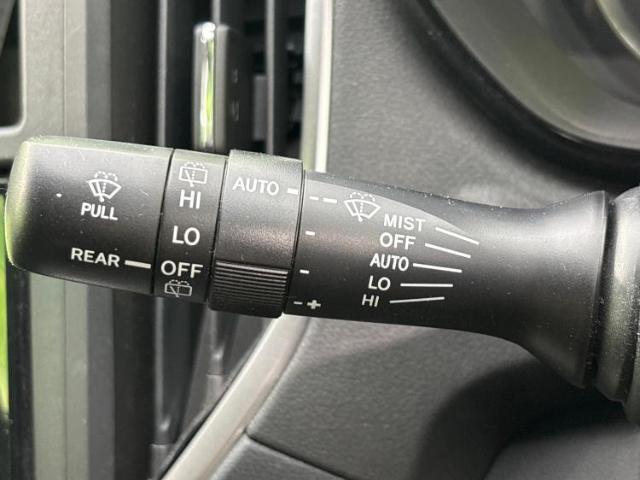 PULL
REAR
HI
LO
OFF
AUTO
- +
MIST
OFF
AUTO
LO
HI